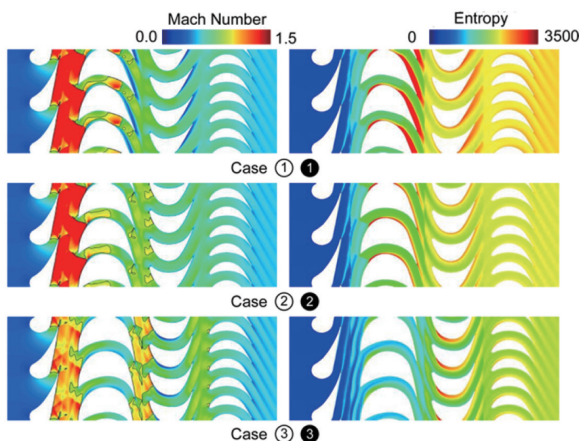 Mach Number Entropy
0.0 1.5 0 3500
Case ① ❶
Case ② ❷
Case ③ ❸